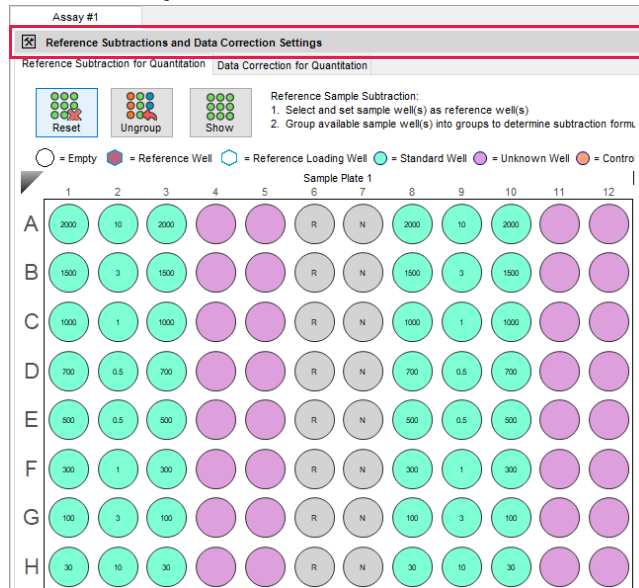 Assay #1
Reference Subtractions and Data Correction Settings
Reference Subtraction for Quantitation Data Correction for Quantitation
Reference Sample Subtraction:
1. Select and set sample well(s) as reference well(s)
2. Group available sample well(s) into groups to determine subtraction formu
Reset Ungroup Show
= Empty = Reference Well = Reference Loading Well = Standard Well = Unknown Well = Contro
Sample Plate 1
1 2 3 4 5 6 7 8 9 10 11 12
A 2000 10 2000 R N 2000 10 2000
B 1500 3 1500 R N 1500 3 1500
C 1000 1 1000 R N 1000 1 1000
D 700 0.5 700 R N 700 0.5 700
E 500 0.5 500 R N 500 0.5 500
F 300 1 300 R N 300 1 300
G 100 3 100 R N 100 3 100
H 30 10 30 R N 30 10 30